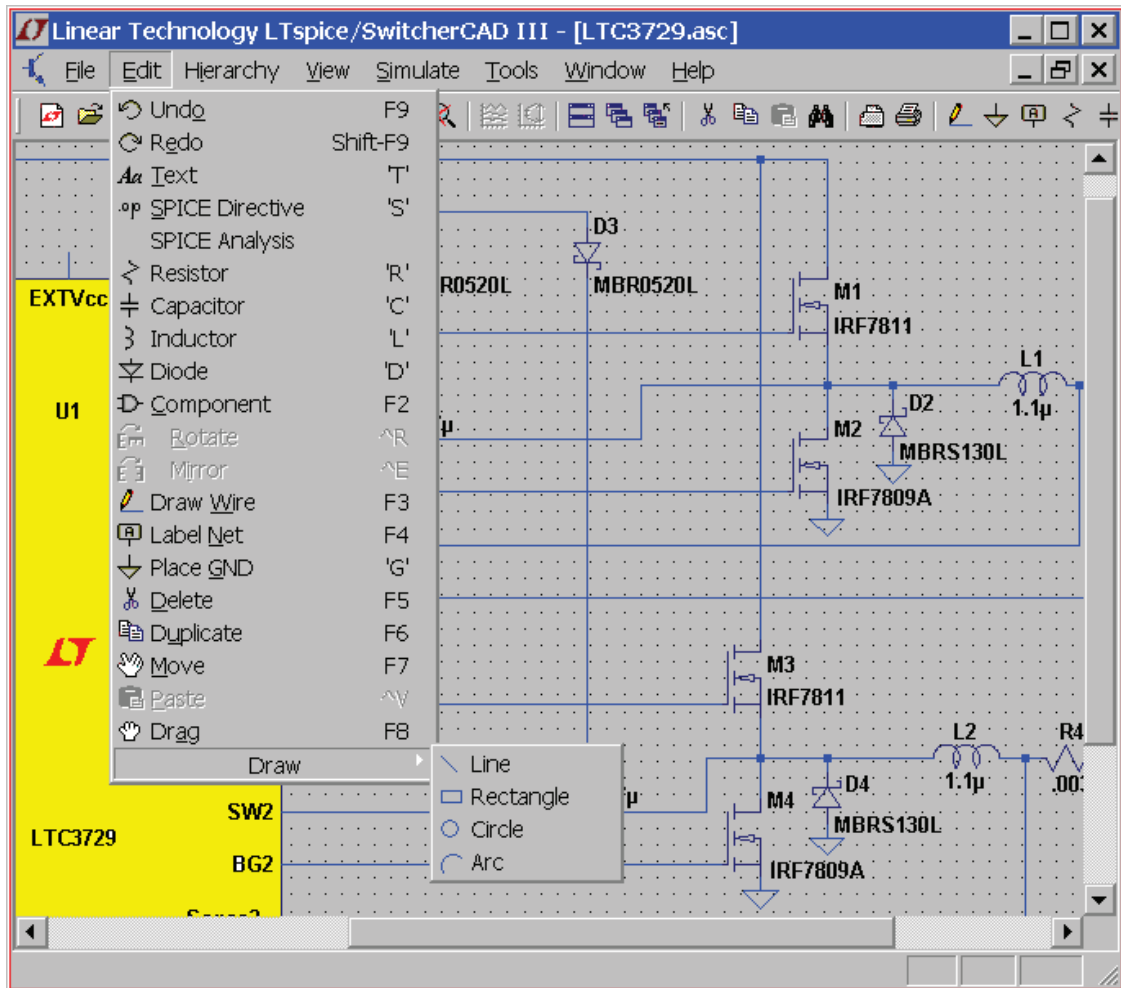 Linear Technology LTspice/SwitcherCAD III - [LTC3729.asc]
File Edit Hierarchy View Simulate Tools Window Help
Undo F9
Redo Shift-F9
Aa Text 'T'
.op SPICE Directive 'S'
SPICE Analysis
Resistor 'R'
Capacitor 'C'
Inductor 'L'
Diode 'D'
Component F2
Rotate ^R
Mirror ^E
Draw Wire F3
Label Net F4
Place GND 'G'
Delete F5
Duplicate F6
Move F7
Paste ^V
Drag F8
Draw
Line
Rectangle
Circle
Arc
EXTVcc
U1
LTC3729
SW2
BG2
D3
R0520L
MBR0520L
M1
IRF7811
L1
1.1µ
D2
MBRS130L
µ
M2
IRF7809A
M3
IRF7811
L2
1.1µ
R4
.00
D4
MBRS130L
µ
M4
IRF7809A